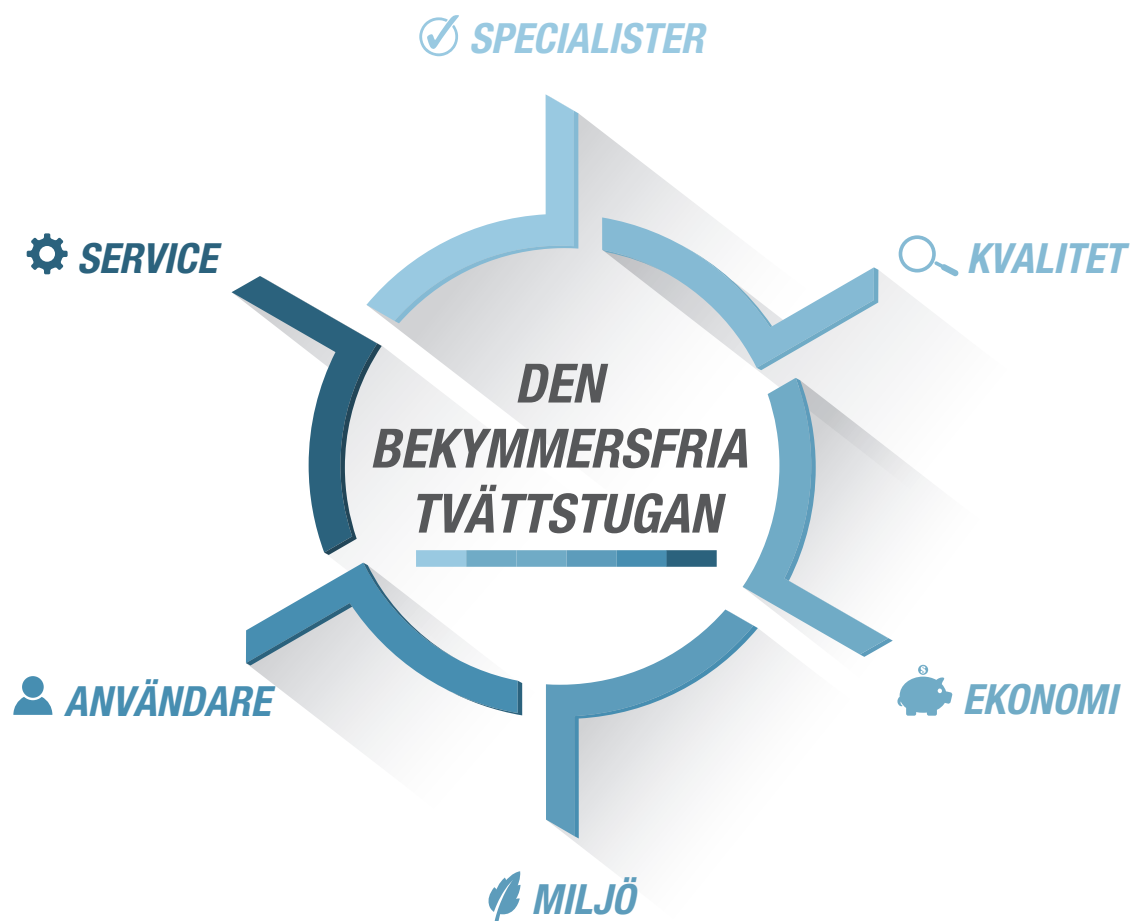 SPECIALISTER
SERVICE
KVALITET
DEN
BEKYMMERSFRIA
TVÄTTSTUGAN
ANVÄNDARE
$
EKONOMI
MILJÖ